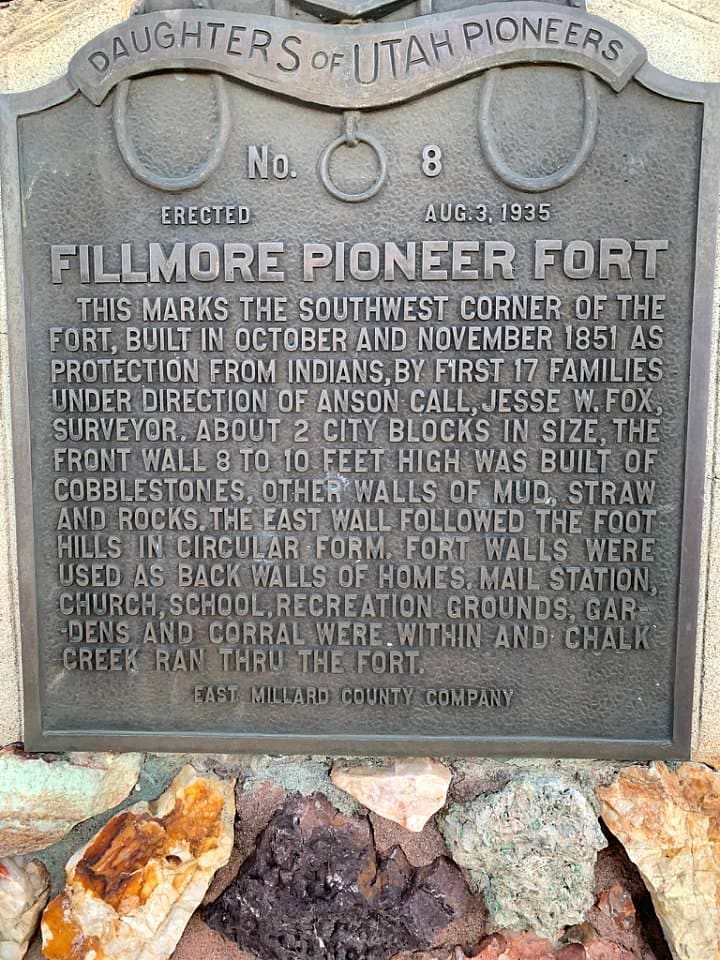 DAUGHTERS OF UTAH PIONEERS
No. 8
ERECTED AUG. 3, 1935
FILLMORE PIONEER FORT
THIS MARKS THE SOUTHWEST CORNER OF THE
FORT, BUILT IN OCTOBER AND NOVEMBER 1851 AS
PROTECTION FROM INDIANS, BY FIRST 17 FAMILIES
UNDER DIRECTION OF ANSON CALL, JESSE W. FOX,
SURVEYOR. ABOUT 2 CITY BLOCKS IN SIZE, THE
FRONT WALL 8 TO 10 FEET HIGH WAS BUILT OF
COBBLESTONES, OTHER WALLS OF MUD, STRAW
AND ROCKS. THE EAST WALL FOLLOWED THE FOOT
HILLS IN CIRCULAR FORM. FORT WALLS WERE
USED AS BACK WALLS OF HOMES. MAIL STATION,
CHURCH, SCHOOL, RECREATION GROUNDS, GAR-
-DENS AND CORRAL WERE WITHIN AND CHALK
CREEK RAN THRU THE FORT.
EAST MILLARD COUNTY COMPANY